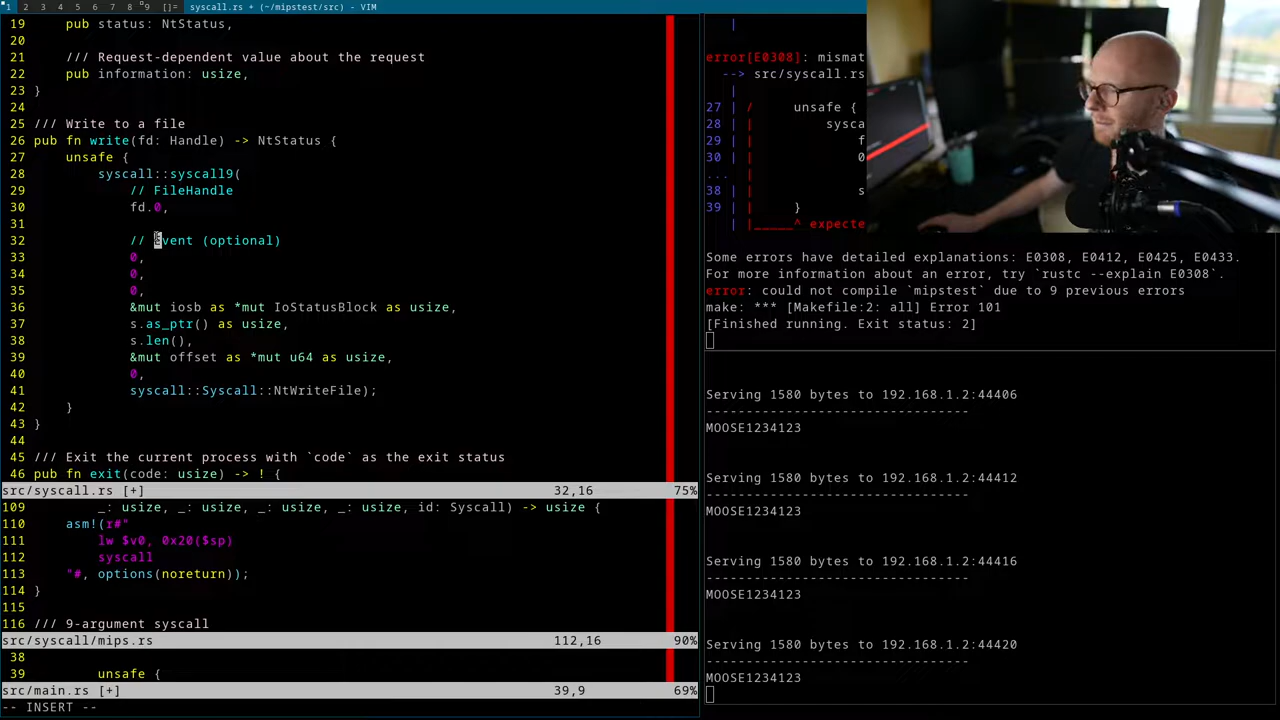 1 2 3 4 5 6 7 8 9 []= syscall.rs + (~/mipstest/src) - VIM
19     pub status: NtStatus,
20
21     /// Request-dependent value about the request
22     pub information: usize,
23 }
24
25 /// Write to a file
26 pub fn write(fd: Handle) -> NtStatus {
27     unsafe {
28         syscall::syscall9(
29             // FileHandle
30             fd.0,
31
32             // Event (optional)
33             0,
34             0,
35             0,
36             &mut iosb as *mut IoStatusBlock as usize,
37             s.as_ptr() as usize,
38             s.len(),
39             &mut offset as *mut u64 as usize,
40             0,
41             syscall::Syscall::NtWriteFile);
42     }
43 }
44
45 /// Exit the current process with `code` as the exit status
46 pub fn exit(code: usize) -> ! {
src/syscall.rs [+] 32,16 75%
109         _: usize, _: usize, _: usize, _: usize, id: Syscall) -> usize {
110     asm!(r#"
111         lw $v0, 0x20($sp)
112         syscall
113     "#, options(noreturn));
114 }
115
116 /// 9-argument syscall
src/syscall/mips.rs 112,16 90%
38
39         unsafe {
src/main.rs [+] 39,9 69%
-- INSERT --
|
error[E0308]: mismat
--> src/syscall.rs
|
27 | /     unsafe {
28 | |         sysca
29 | |             f
30 | |             0
... |
38 | |             s
39 | |     }
| |_____^ expecte
Some errors have detailed explanations: E0308, E0412, E0425, E0433.
For more information about an error, try `rustc --explain E0308`.
error: could not compile `mipstest` due to 9 previous errors
make: *** [Makefile:2: all] Error 101
[Finished running. Exit status: 2]
Serving 1580 bytes to 192.168.1.2:44406
---------------------------------
MOOSE1234123
Serving 1580 bytes to 192.168.1.2:44412
---------------------------------
MOOSE1234123
Serving 1580 bytes to 192.168.1.2:44416
---------------------------------
MOOSE1234123
Serving 1580 bytes to 192.168.1.2:44420
---------------------------------
MOOSE1234123